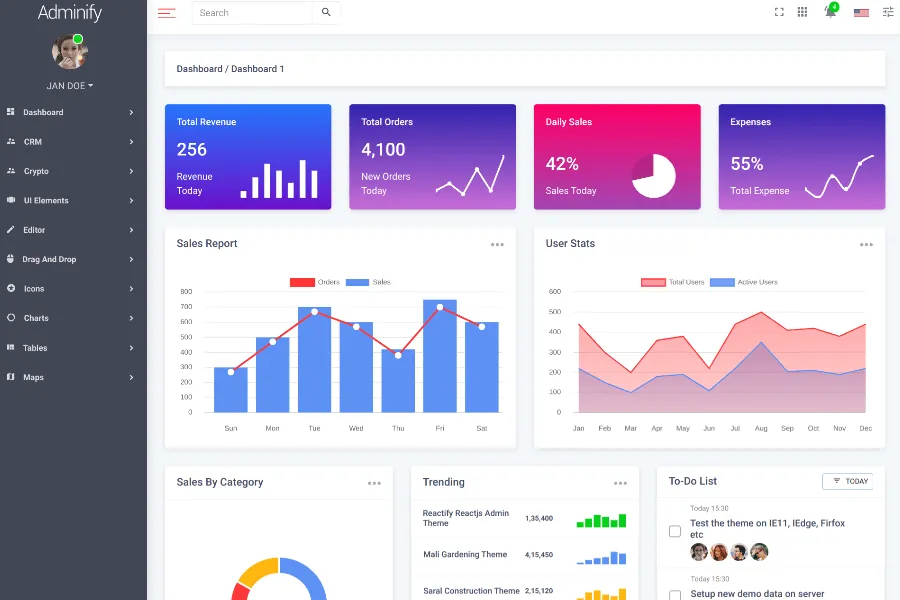 Adminify
Search
4
JAN DOE
Dashboard
CRM
Crypto
UI Elements
Editor
Drag And Drop
Icons
Charts
Tables
Maps
Dashboard / Dashboard 1
Total Revenue
256
Revenue
Today
Total Orders
4,100
New Orders
Today
Daily Sales
42%
Sales Today
Expenses
55%
Total Expense
Sales Report
Orders Sales
800
700
600
500
400
300
200
100
0
Sun Mon Tue Wed Thu Fri Sat
User Stats
Total Users Active Users
600
500
400
300
200
100
0
Jan Feb Mar Apr May Jun Jul Aug Sep Oct Nov Dec
Sales By Category
Trending
Reactify Reactjs Admin
Theme
1,35,400
Mali Gardening Theme 4,15,450
Saral Construction Theme 2,15,120
To-Do List
TODAY
Today 15:30
Test the theme on IE11, IEdge, Firfox
etc
Today 15:30
Setup new demo data on server